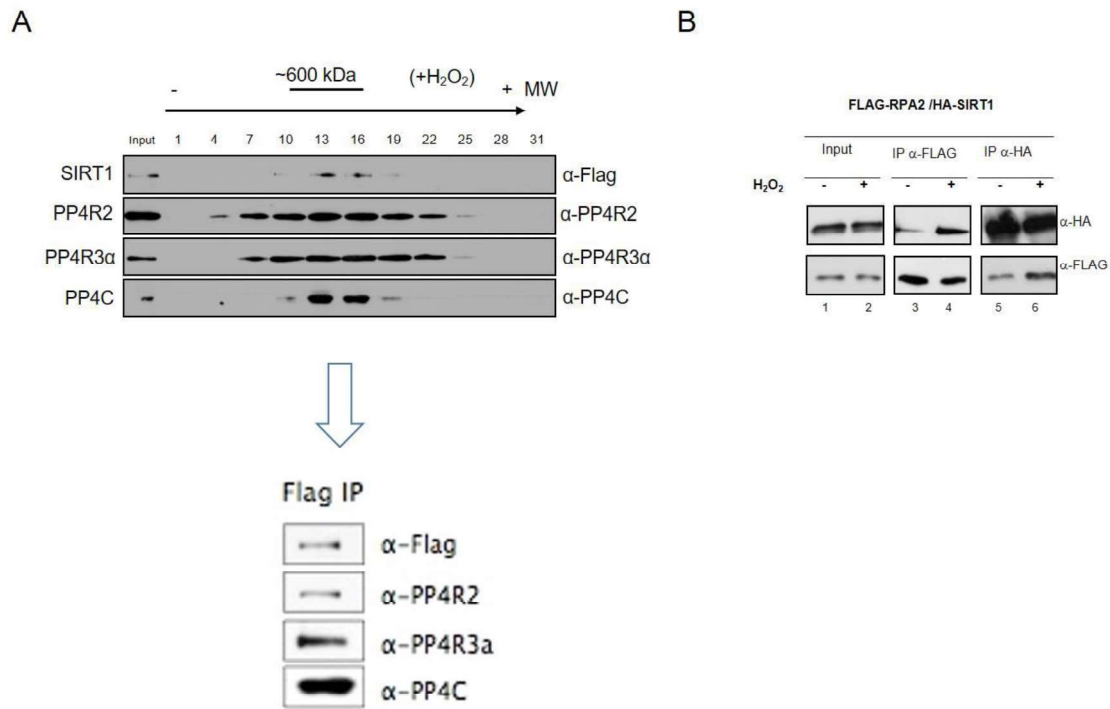 A
~600 kDa (+H₂O₂)
- + MW
Input 1 4 7 10 13 16 19 22 25 28 31
SIRT1 α-Flag
PP4R2 α-PP4R2
PP4R3α α-PP4R3α
PP4C α-PP4C
Flag IP
α-Flag
α-PP4R2
α-PP4R3a
α-PP4C
B
FLAG-RPA2 /HA-SIRT1
Input IP α-FLAG IP α-HA
H₂O₂ - + - + - +
α-HA
α-FLAG
1 2 3 4 5 6